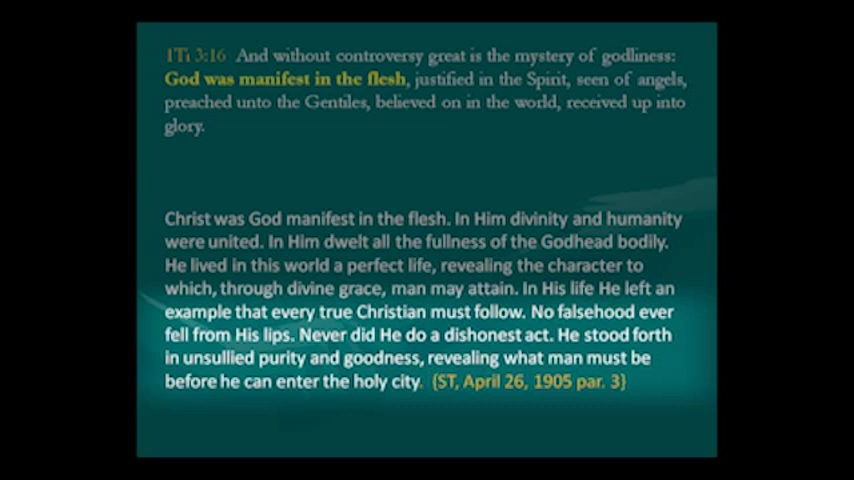 1Ti 3:16 And without controversy great is the mystery of godliness:
God was manifest in the flesh, justified in the Spirit, seen of angels,
preached unto the Gentiles, believed on in the world, received up into
glory.
Christ was God manifest in the flesh. In Him divinity and humanity
were united. In Him dwelt all the fullness of the Godhead bodily.
He lived in this world a perfect life, revealing the character to
which, through divine grace, man may attain. In His life He left an
example that every true Christian must follow. No falsehood ever
fell from His lips. Never did He do a dishonest act. He stood forth
in unsullied purity and goodness, revealing what man must be
before he can enter the holy city. {ST, April 26, 1905 par. 3}